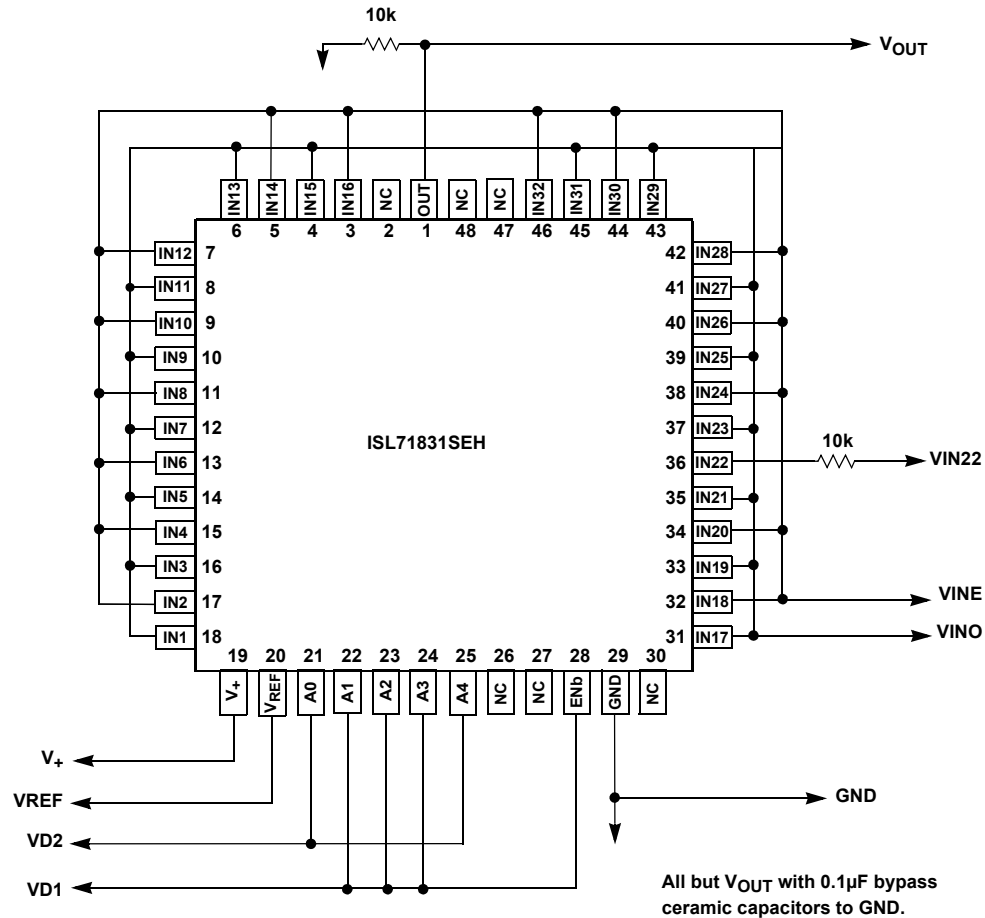 10k
VOUT
IN13 IN14 IN15 IN16 NC OUT NC NC IN32 IN31 IN30 IN29
6 5 4 3 2 1 48 47 46 45 44 43
IN12 7 42 IN28
IN11 8 41 IN27
IN10 9 40 IN26
IN9 10 39 IN25
IN8 11 38 IN24
IN7 12 37 IN23
ISL71831SEH
10k
IN6 13 36 IN22 VIN22
IN5 14 35 IN21
IN4 15 34 IN20
IN3 16 33 IN19
IN2 17 32 IN18 VINE
IN1 18 31 IN17 VINO
19 20 21 22 23 24 25 26 27 28 29 30
V+ VREF A0 A1 A2 A3 A4 NC NC ENb GND NC
V+
VREF
GND
VD2
VD1
All but VOUT with 0.1µF bypass
ceramic capacitors to GND.